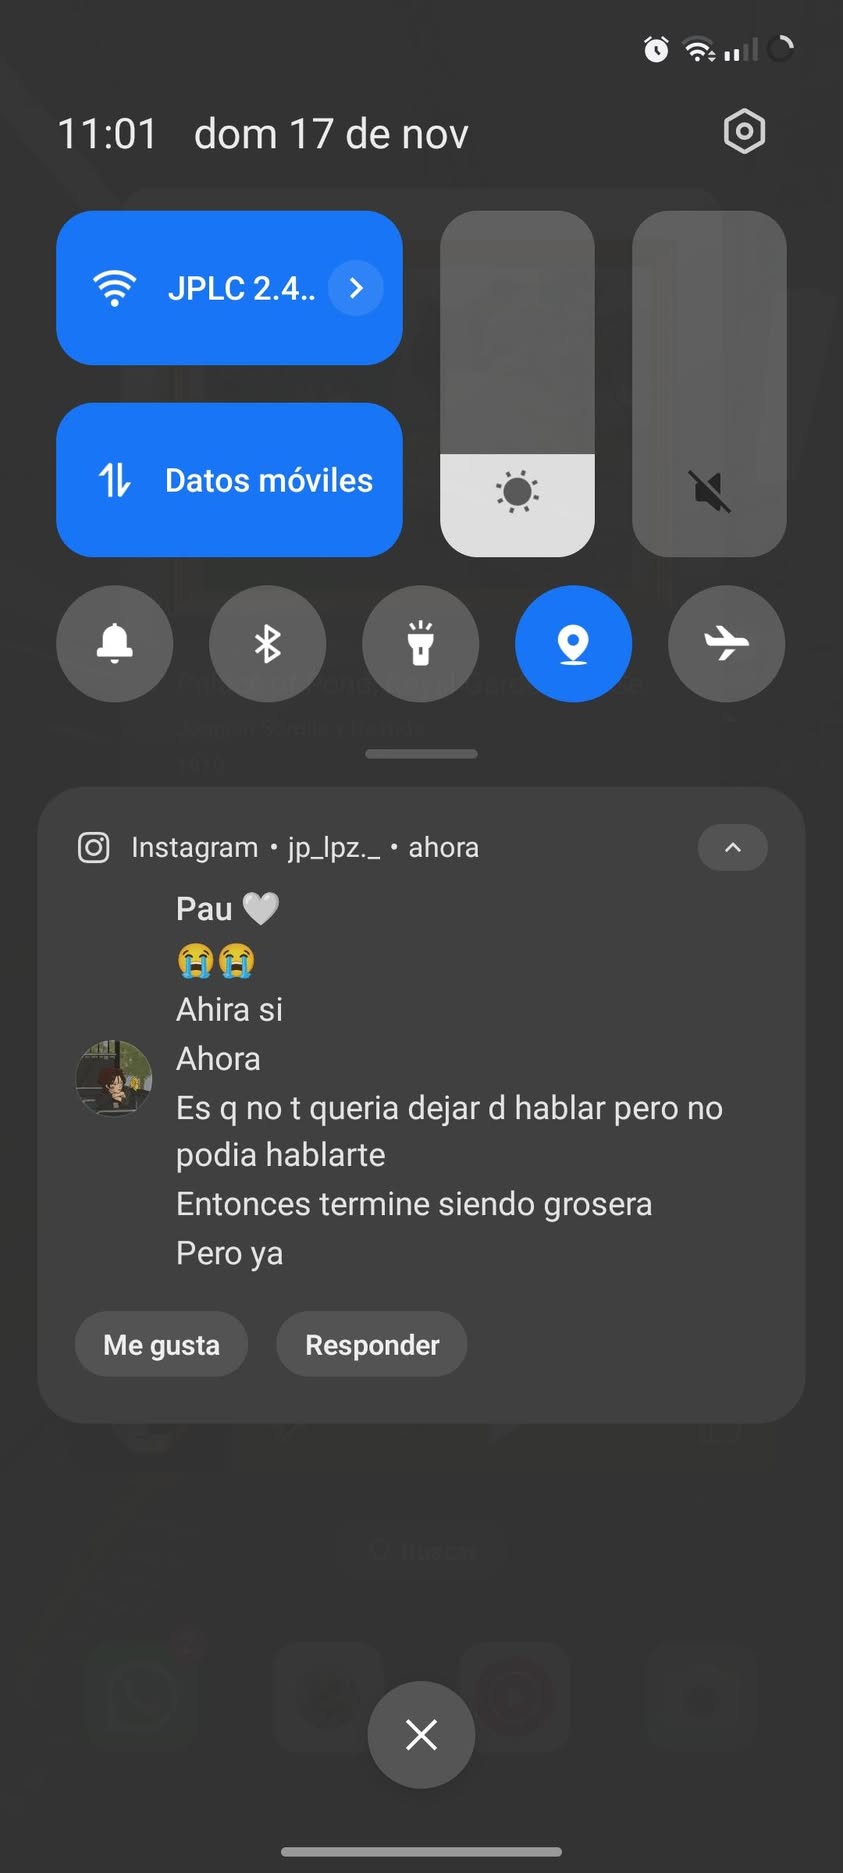 11:01 dom 17 de nov
JPLC 2.4..
Datos móviles
Instagram • jp_lpz._ • ahora
Pau 🤍
😭😭
Ahira si
Ahora
Es q no t queria dejar d hablar pero no
podia hablarte
Entonces termine siendo grosera
Pero ya
Me gusta Responder
Buscar